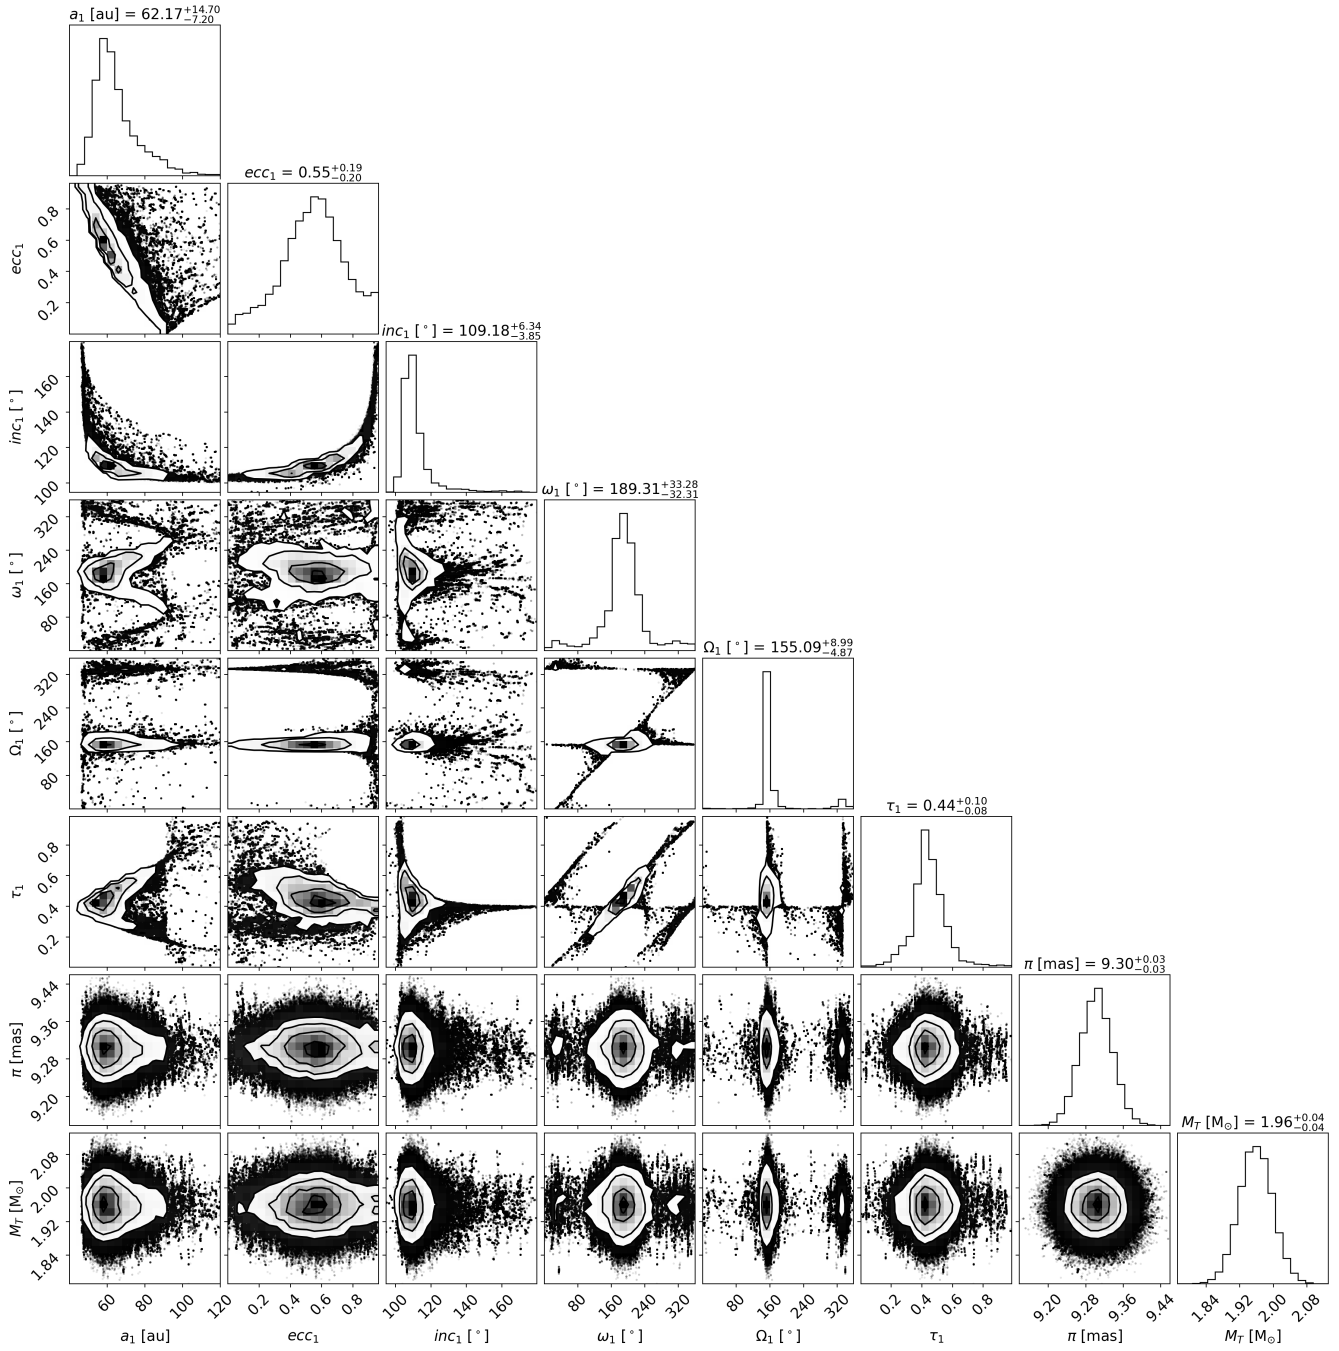 a₁ [au] = 62.17+14.70−7.20
ecc₁ = 0.55+0.19−0.20
0.8
0.6
0.4
0.2
ecc₁
inc₁ [°] = 109.18+6.34−3.85
160
140
120
100
inc₁ [°]
ω₁ [°] = 189.31+33.28−32.31
320
240
160
80
ω₁ [°]
Ω₁ [°] = 155.09+8.99−4.87
320
240
160
80
Ω₁ [°]
τ₁ = 0.44+0.10−0.08
0.8
0.6
0.4
0.2
τ₁
π [mas] = 9.30+0.03−0.03
9.44
9.36
9.28
9.20
π [mas]
M_T [M⊙] = 1.96+0.04−0.04
2.08
2.00
1.92
1.84
M_T [M⊙]
60 80 100 120 0.2 0.4 0.6 0.8 100 120 140 160 80 160 240 320 80 160 240 320 0.2 0.4 0.6 0.8 9.20 9.28 9.36 9.44 1.84 1.92 2.00 2.08
a₁ [au] ecc₁ inc₁ [°] ω₁ [°] Ω₁ [°] τ₁ π [mas] M_T [M⊙]